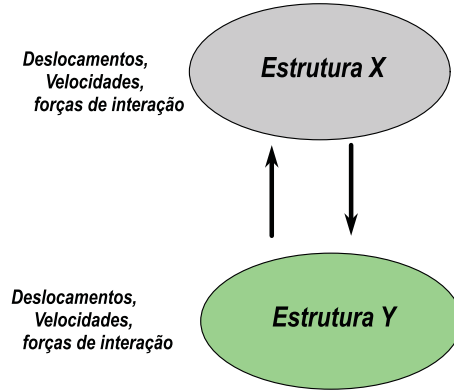 Deslocamentos,
Velocidades,
forças de interação
Estrutura X
Deslocamentos,
Velocidades,
forças de interação
Estrutura Y